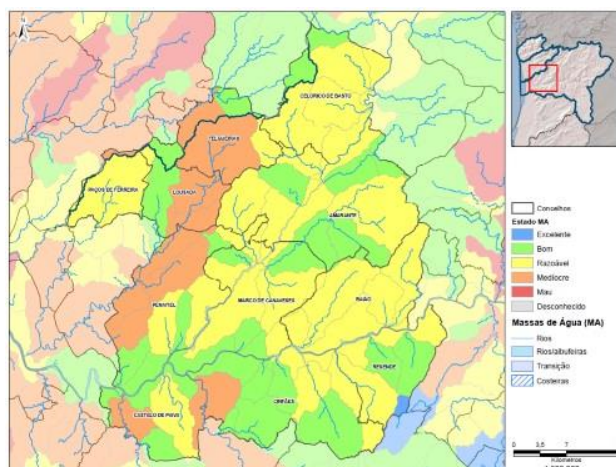 N
CELORICO DE BASTO
FELGUEIRAS
PAÇOS DE FERREIRA
LOUSADA
AMARANTE
PENAFIEL
MARCO DE CANAVESES
BAIÃO
RESENDE
CINFÃES
CASTELO DE PAIVA
Concelhos
Estado MA
Excelente
Bom
Razoável
Medíocre
Mau
Desconhecido
Massas de Água (MA)
Rios
Rios/albufeiras
Transição
Costeiras
0 3,5 7
Kilometros